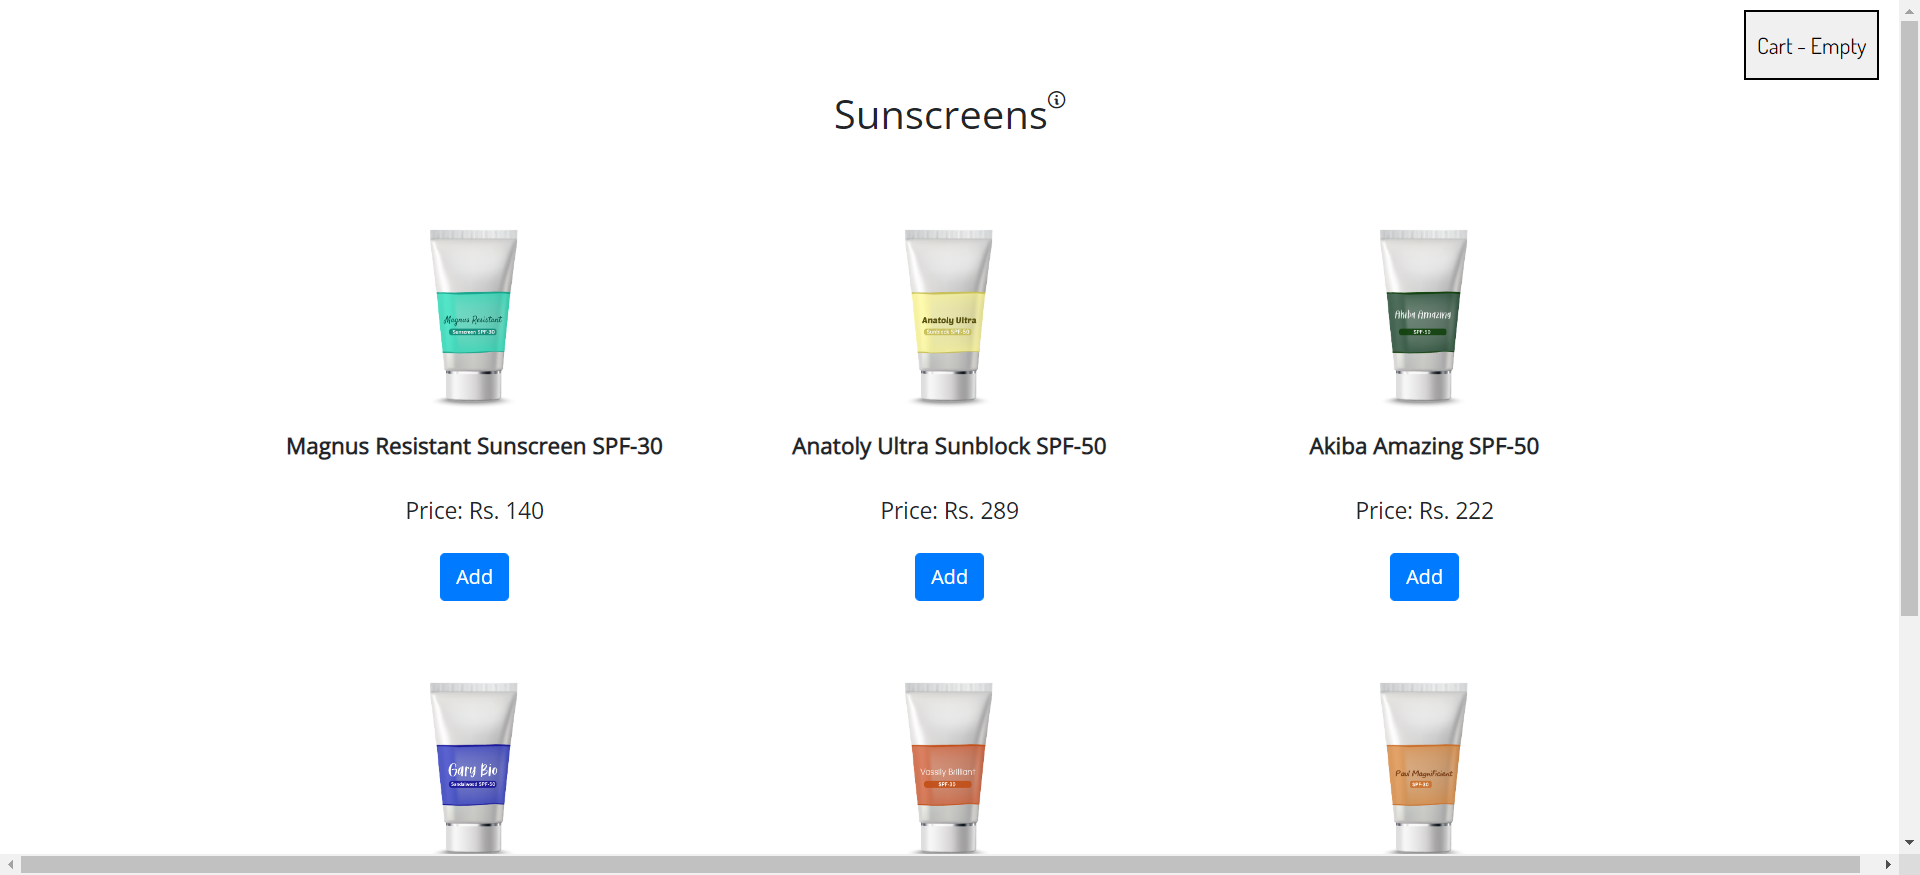 Cart - Empty
Sunscreens
Magnus Resistant
Sunscreen SPF-30
Anatoly Ultra
Sunblock SPF-50
Akiba Amazing
SPF-50
Magnus Resistant Sunscreen SPF-30
Anatoly Ultra Sunblock SPF-50
Akiba Amazing SPF-50
Price: Rs. 140
Price: Rs. 289
Price: Rs. 222
Add
Add
Add
Gary Bio
Sandalwood SPF-50
Vassily Brilliant
SPF-30
Paul Magnificient
SPF-30